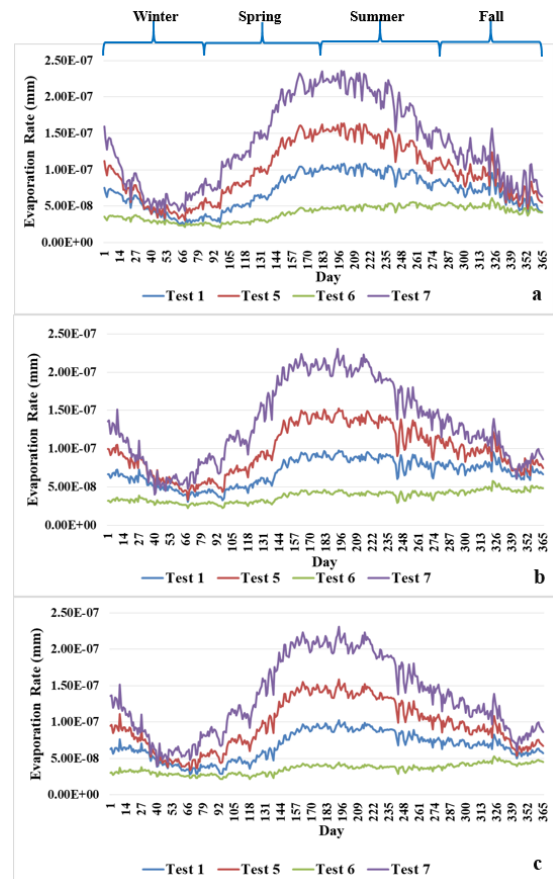 Winter Spring Summer Fall
Evaporation Rate (mm)
2.50E-07
2.00E-07
1.50E-07
1.00E-07
5.00E-08
0.00E+00
1 14 27 40 53 66 79 92 105 118 131 144 157 170 183 196 209 222 235 248 261 274 287 300 313 326 339 352 365
Day
a
Test 1 Test 5 Test 6 Test 7
Evaporation Rate (mm)
2.50E-07
2.00E-07
1.50E-07
1.00E-07
5.00E-08
0.00E+00
1 14 27 40 53 66 79 92 105 118 131 144 157 170 183 196 209 222 235 248 261 274 287 300 313 326 339 352 365
Day
b
Test 1 Test 5 Test 6 Test 7
Evaporation Rate (mm)
2.50E-07
2.00E-07
1.50E-07
1.00E-07
5.00E-08
0.00E+00
1 14 27 40 53 66 79 92 105 118 131 144 157 170 183 196 209 222 235 248 261 274 287 300 313 326 339 352 365
Day
c
Test 1 Test 5 Test 6 Test 7